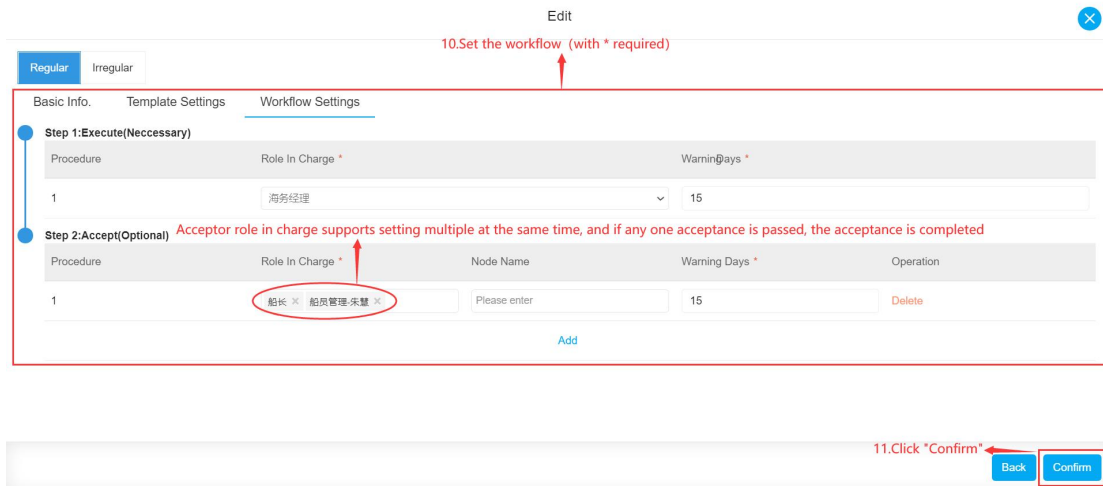 Edit
10.Set the workflow (with * required)
Regular Irregular
Basic Info. Template Settings Workflow Settings
Step 1:Execute(Neccessary)
Procedure Role In Charge * WarningDays *
1 海务经理 15
Step 2:Accept(Optional) Acceptor role in charge supports setting multiple at the same time, and if any one acceptance is passed, the acceptance is completed
Procedure Role In Charge * Node Name Warning Days * Operation
1 船长 × 船员管理-朱慧 × Please enter 15 Delete
Add
11.Click "Confirm"
Back Confirm